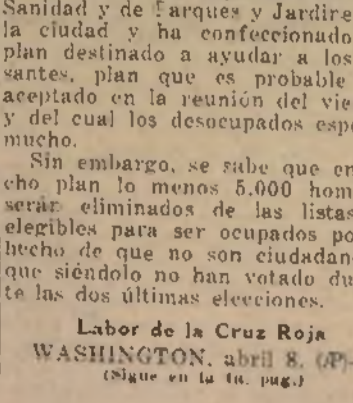 Sanidad y de Parques y Jardine
la ciudad y ha confeccionado
plan destinado a ayudar a los
santes, plan que es probable
aceptado en la reunión del vie
y del cual los desocupados espe
mucho.
Sin embargo, se sabe que en
cho plan lo menos 5.000 hom
serán eliminados de las listas
elegibles para ser ocupados po
hecho de que no son ciudadan
que siéndolo no han votado du
te las dos últimas elecciones.
Labor de la Cruz Roja
WASHINGTON, abril 8. (AP)—
(Sigue en la pag.)